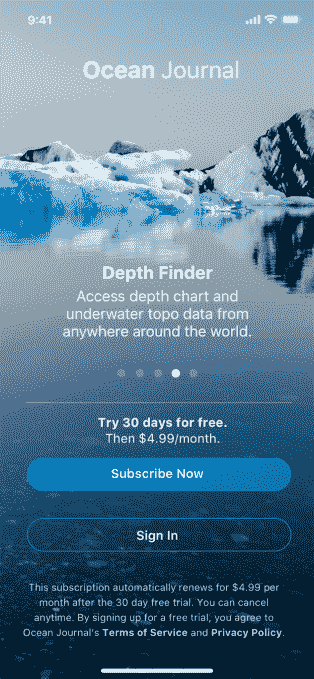 9:41
Ocean Journal
Depth Finder
Access depth chart and
underwater topo data from
anywhere around the world.
Try 30 days for free.
Then $4.99/month.
Subscribe Now
Sign In
This subscription automatically renews for $4.99 per
month after the 30 day free trial. You can cancel
anytime. By signing up for a free trial, you agree to
Ocean Journal's Terms of Service and Privacy Policy.